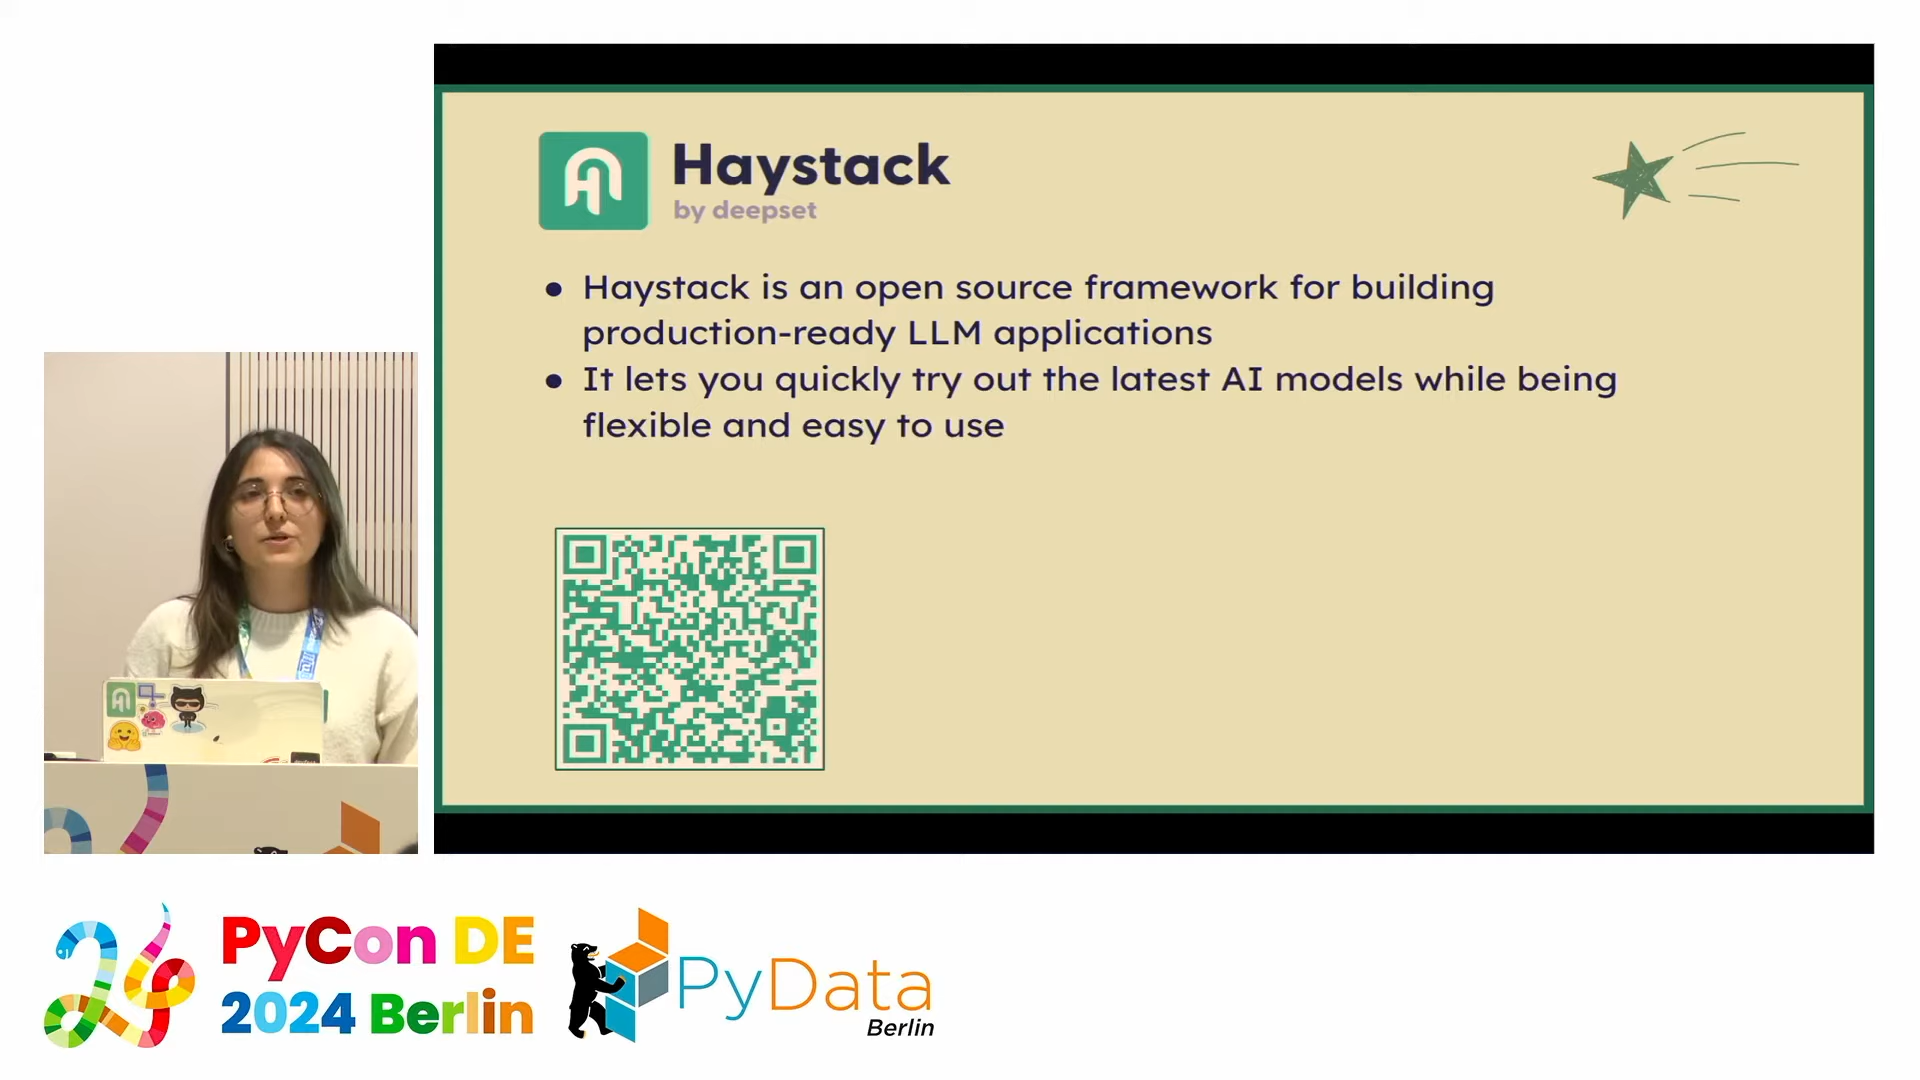 Haystack
by deepset
● Haystack is an open source framework for building
production-ready LLM applications
● It lets you quickly try out the latest AI models while being
flexible and easy to use
PyCon DE
2024 Berlin
PyData
Berlin